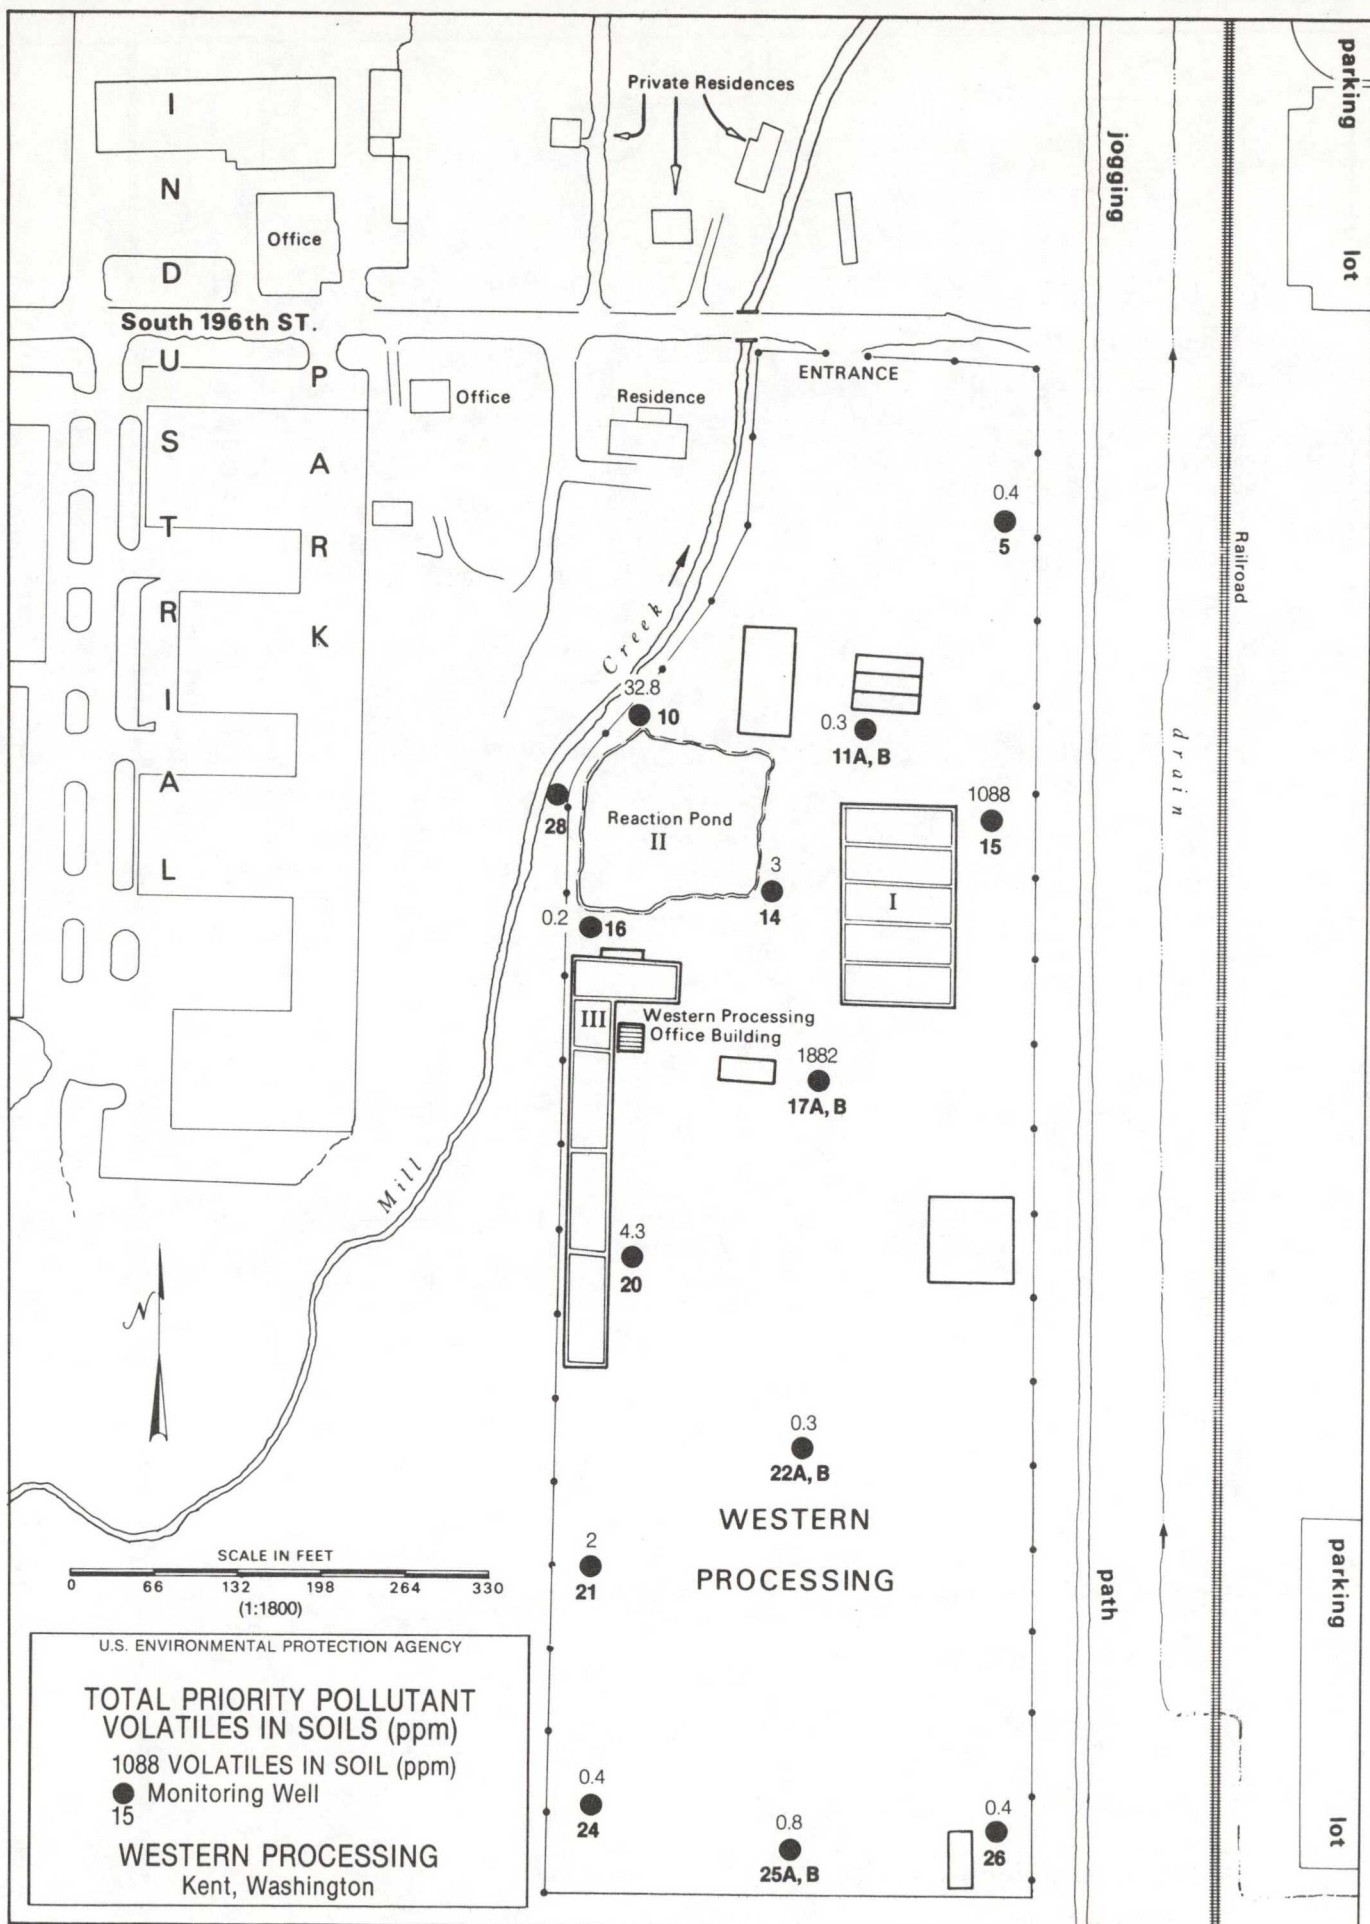 Private Residences
parking
lot
jogging
I
N
D
U
S
T
R
I
A
L
Office
South 196th ST.
P
A
R
K
Office
Residence
ENTRANCE
0.4
5
Railroad
Creek
32.8
10
0.3
11A, B
drain
1088
15
28
Reaction Pond
II
3
14
I
0.2
16
III
Western Processing
Office Building
1882
17A, B
Mill
4.3
20
N
0.3
22A, B
WESTERN
PROCESSING
2
21
path
parking
lot
SCALE IN FEET
0 66 132 198 264 330
(1:1800)
U.S. ENVIRONMENTAL PROTECTION AGENCY
TOTAL PRIORITY POLLUTANT
VOLATILES IN SOILS (ppm)
1088 VOLATILES IN SOIL (ppm)
Monitoring Well
15
WESTERN PROCESSING
Kent, Washington
0.4
24
0.8
25A, B
0.4
26